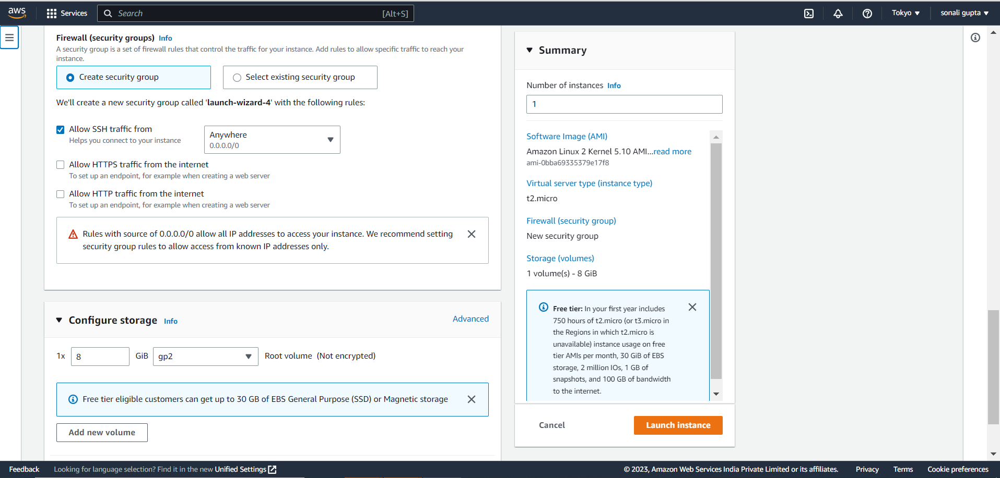 aws
Services
Search
[Alt+S]
Tokyo
sonali gupta
Firewall (security groups) Info
A security group is a set of firewall rules that control the traffic for your instance. Add rules to allow specific traffic to reach your
instance.
Create security group
Select existing security group
We'll create a new security group called 'launch-wizard-4' with the following rules:
Allow SSH traffic from
Helps you connect to your instance
Anywhere
0.0.0.0/0
Allow HTTPS traffic from the internet
To set up an endpoint, for example when creating a web server
Allow HTTP traffic from the internet
To set up an endpoint, for example when creating a web server
Rules with source of 0.0.0.0/0 allow all IP addresses to access your instance. We recommend setting
security group rules to allow access from known IP addresses only.
Configure storage Info
Advanced
1x 8 GiB gp2 Root volume (Not encrypted)
Free tier eligible customers can get up to 30 GB of EBS General Purpose (SSD) or Magnetic storage
Add new volume
Summary
Number of instances Info
1
Software Image (AMI)
Amazon Linux 2 Kernel 5.10 AMI...read more
ami-0bba69335379e17f8
Virtual server type (instance type)
t2.micro
Firewall (security group)
New security group
Storage (volumes)
1 volume(s) - 8 GiB
Free tier: In your first year includes
750 hours of t2.micro (or t3.micro in
the Regions in which t2.micro is
unavailable) instance usage on free
tier AMIs per month, 30 GiB of EBS
storage, 2 million IOs, 1 GB of
snapshots, and 100 GB of bandwidth
to the internet.
Cancel
Launch instance
Feedback
Looking for language selection? Find it in the new Unified Settings
© 2023, Amazon Web Services India Private Limited or its affiliates.
Privacy
Terms
Cookie preferences